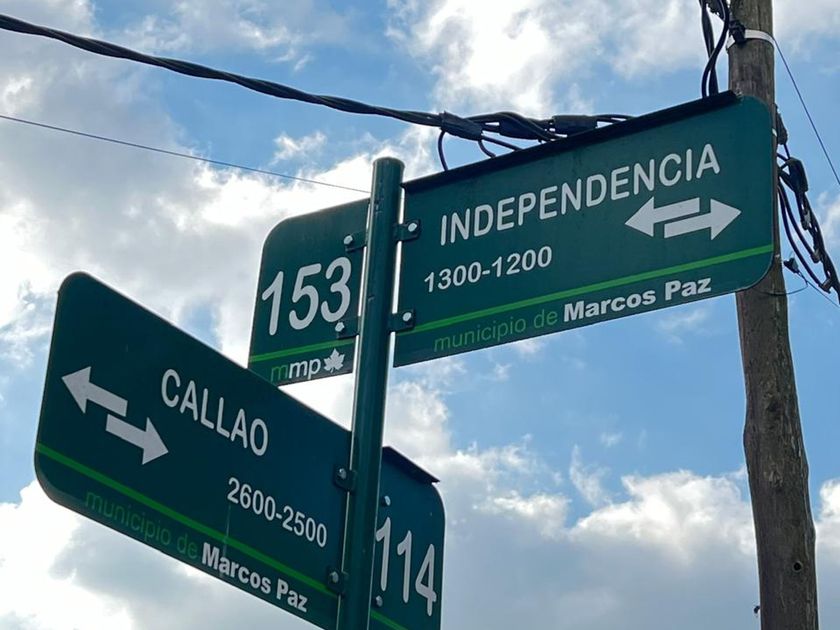 INDEPENDENCIA
1300-1200
municipio de Marcos Paz
153
mmp
CALLAO
2600-2500
municipio de Marcos Paz
114